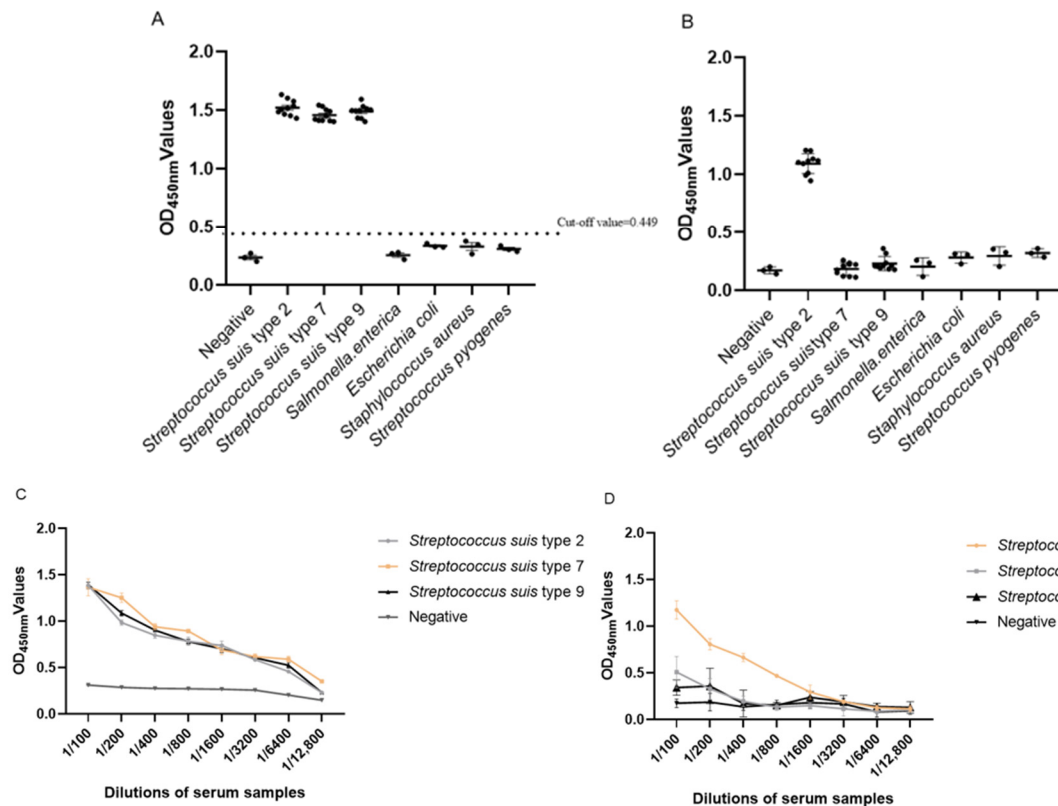 A
OD450nmValues
2.0
1.5
1.0
0.5
0.0
Cut-off value=0.449
Negative
Streptococcus suis type 2
Streptococcus suis type 7
Streptococcus suis type 9
Salmonella.enterica
Escherichia coli
Staphylococcus aureus
Streptococcus pyogenes
B
OD450nmValues
2.0
1.5
1.0
0.5
0.0
Negative
Streptococcus suis type 2
Streptococcus suistype 7
Streptococcus suis type 9
Salmonella.enterica
Escherichia coli
Staphylococcus aureus
Streptococcus pyogenes
C
OD450nmValues
2.0
1.5
1.0
0.5
0.0
1/100
1/200
1/400
1/800
1/1600
1/3200
1/6400
1/12,800
Dilutions of serum samples
Streptococcus suis type 2
Streptococcus suis type 7
Streptococcus suis type 9
Negative
D
OD450nmValues
2.0
1.5
1.0
0.5
0.0
1/100
1/200
1/400
1/800
1/1600
1/3200
1/6400
1/12,800
Dilutions of serum samples
Streptoco
Streptoco
Streptoco
Negative